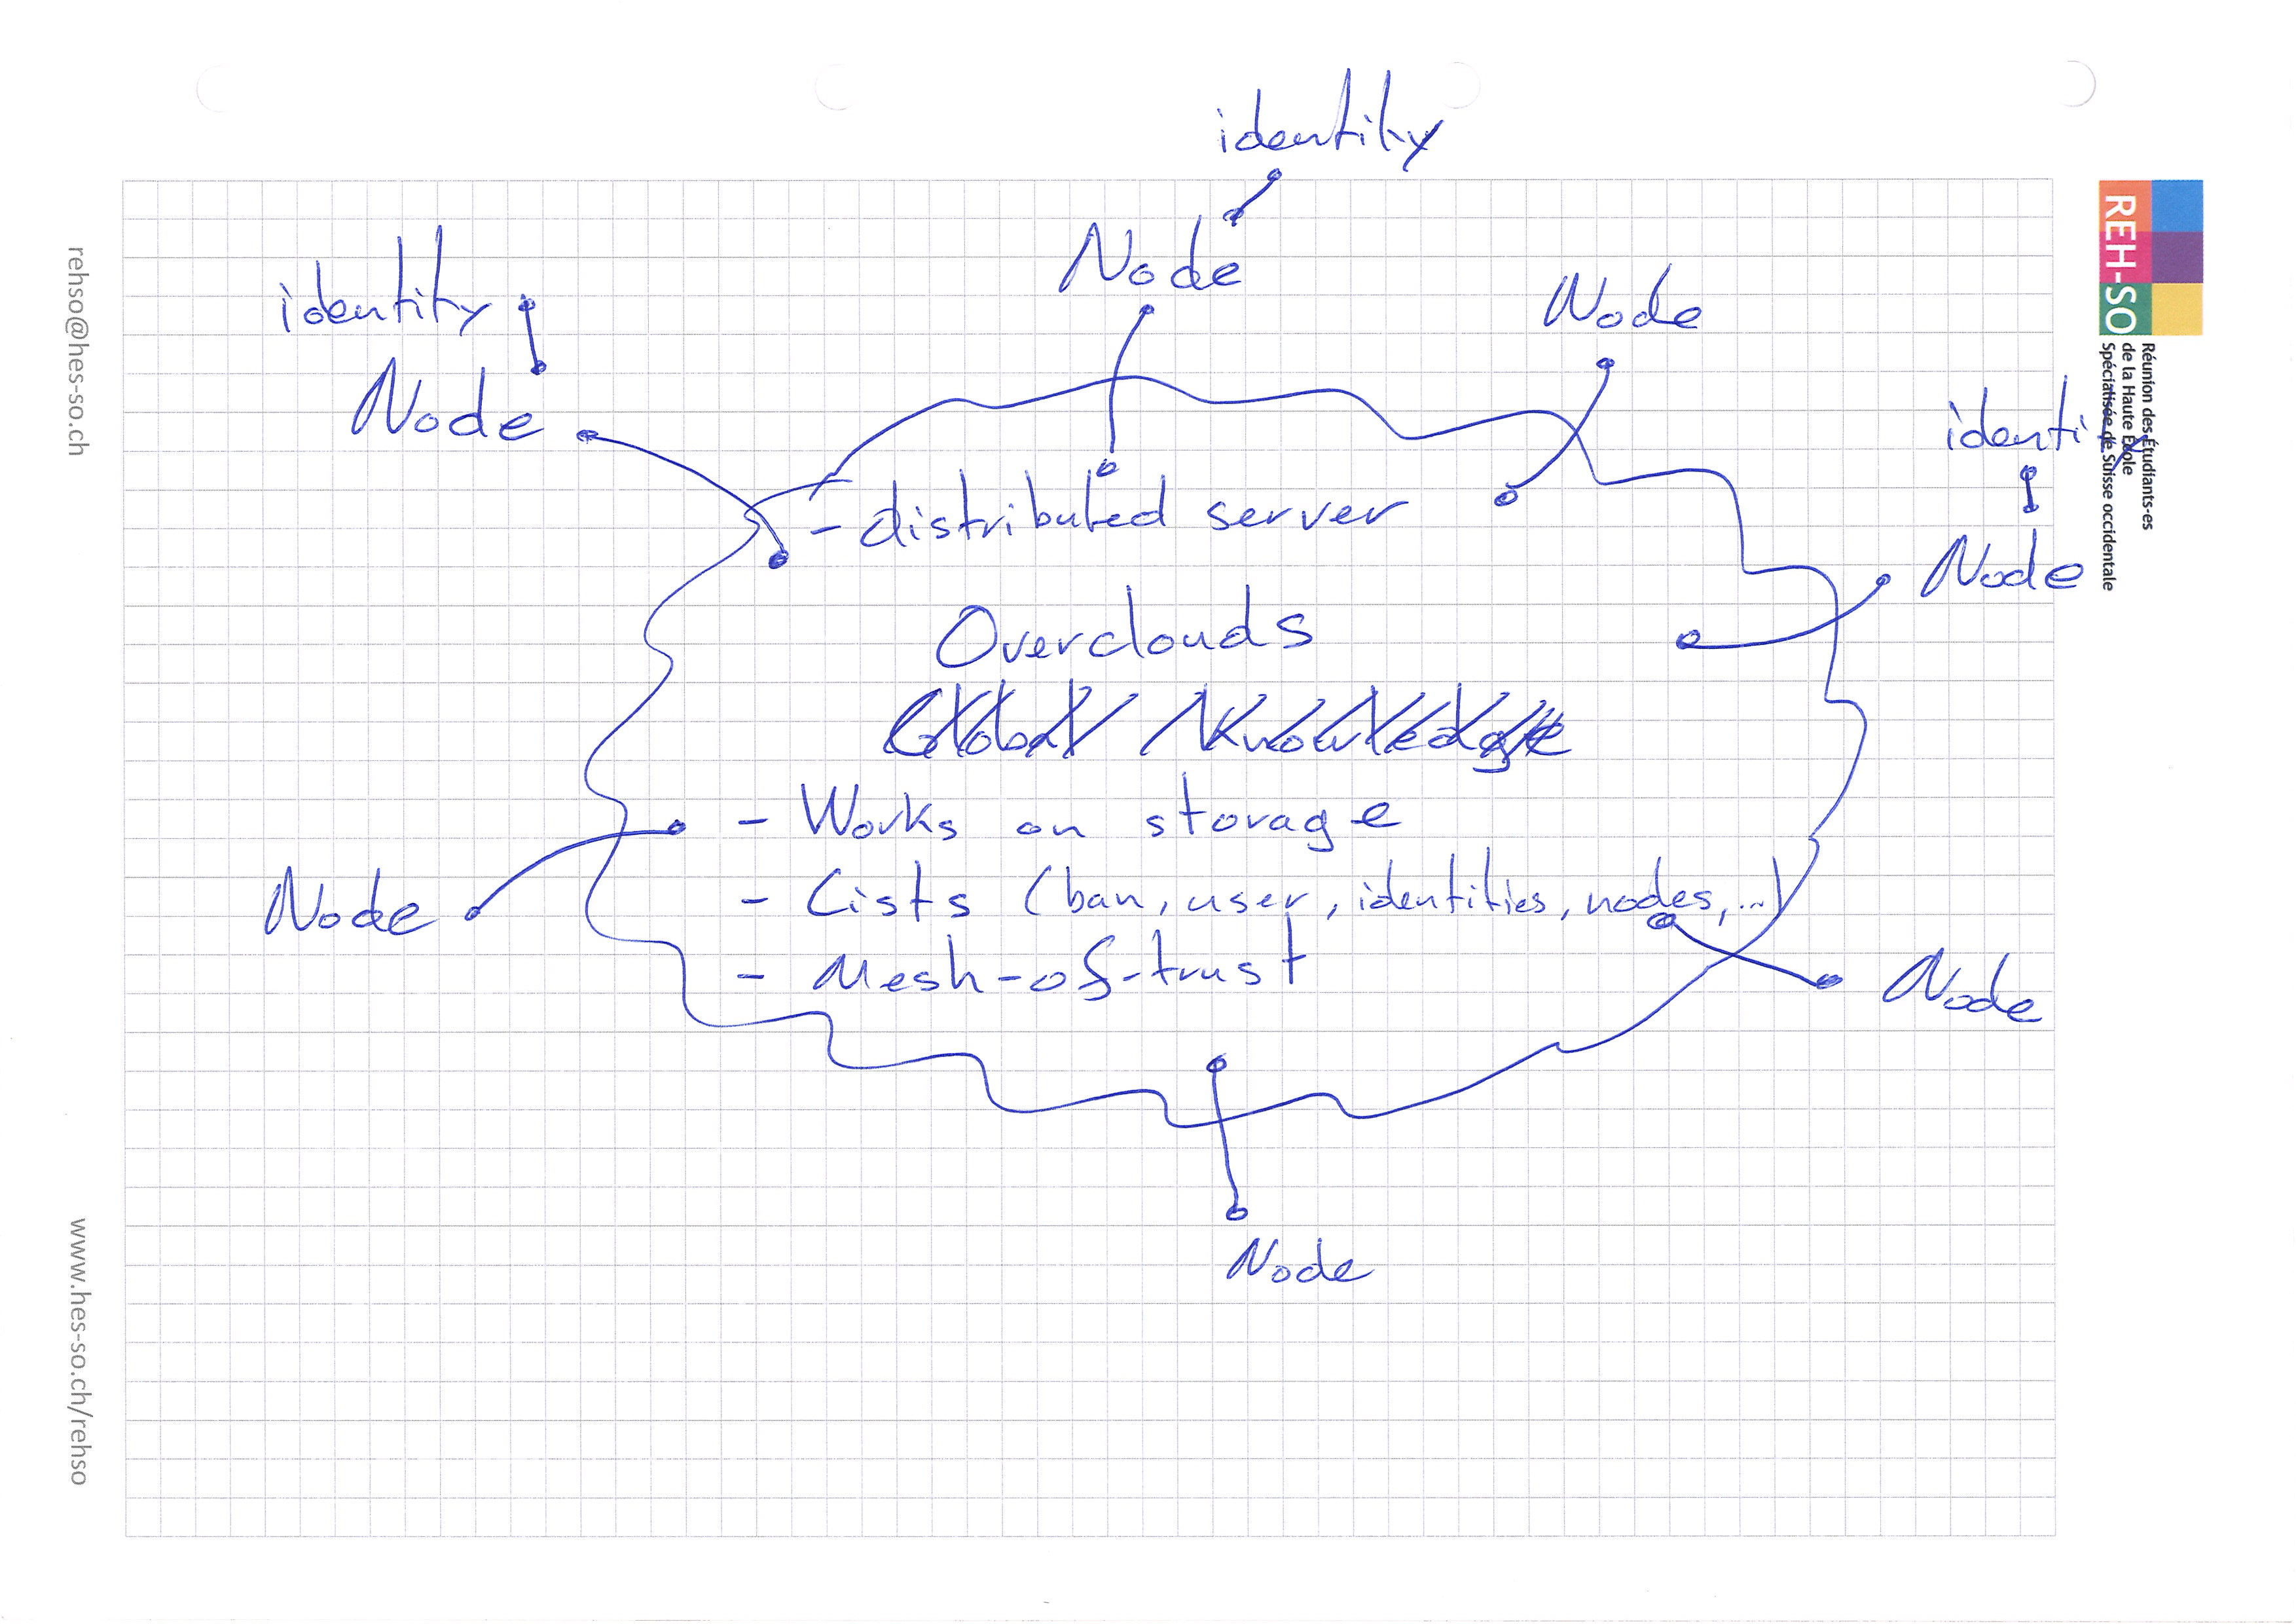 identity
Node
identity
Node
Node
identity
Node
- distributed server
Overclouds
Global Knowledge
- Works on storage
- Lists (ban, user, identities, nodes, ...)
- Mesh-of-trust
Node
Node
Node
rehso@hes-so.ch
www.hes-so.ch/rehso
REH-SO
Réunion des Étudiants-es
de la Haute École
Spécialisée de Suisse occidentale